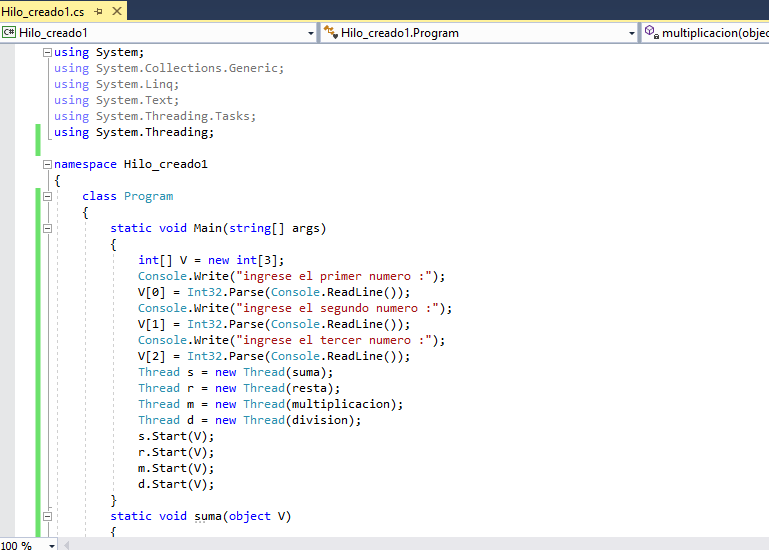 Hilo_creado1.cs
C# Hilo_creado1 Hilo_creado1.Program multiplicacion(objec
using System;
using System.Collections.Generic;
using System.Linq;
using System.Text;
using System.Threading.Tasks;
using System.Threading;
namespace Hilo_creado1
{
class Program
{
static void Main(string[] args)
{
int[] V = new int[3];
Console.Write("ingrese el primer numero :");
V[0] = Int32.Parse(Console.ReadLine());
Console.Write("ingrese el segundo numero :");
V[1] = Int32.Parse(Console.ReadLine());
Console.Write("ingrese el tercer numero :");
V[2] = Int32.Parse(Console.ReadLine());
Thread s = new Thread(suma);
Thread r = new Thread(resta);
Thread m = new Thread(multiplicacion);
Thread d = new Thread(division);
s.Start(V);
r.Start(V);
m.Start(V);
d.Start(V);
}
static void suma(object V)
{
100 %